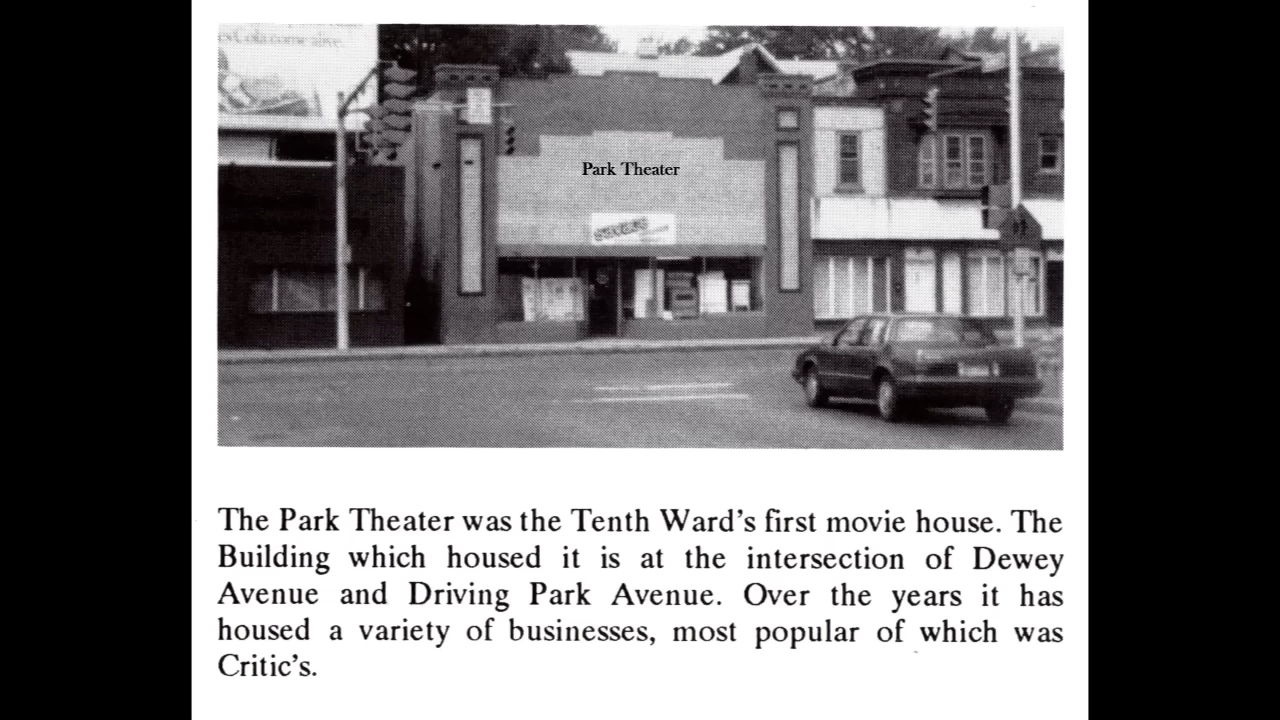 Park Theater
The Park Theater was the Tenth Ward's first movie house. The
Building which housed it is at the intersection of Dewey
Avenue and Driving Park Avenue. Over the years it has
housed a variety of businesses, most popular of which was
Critic's.